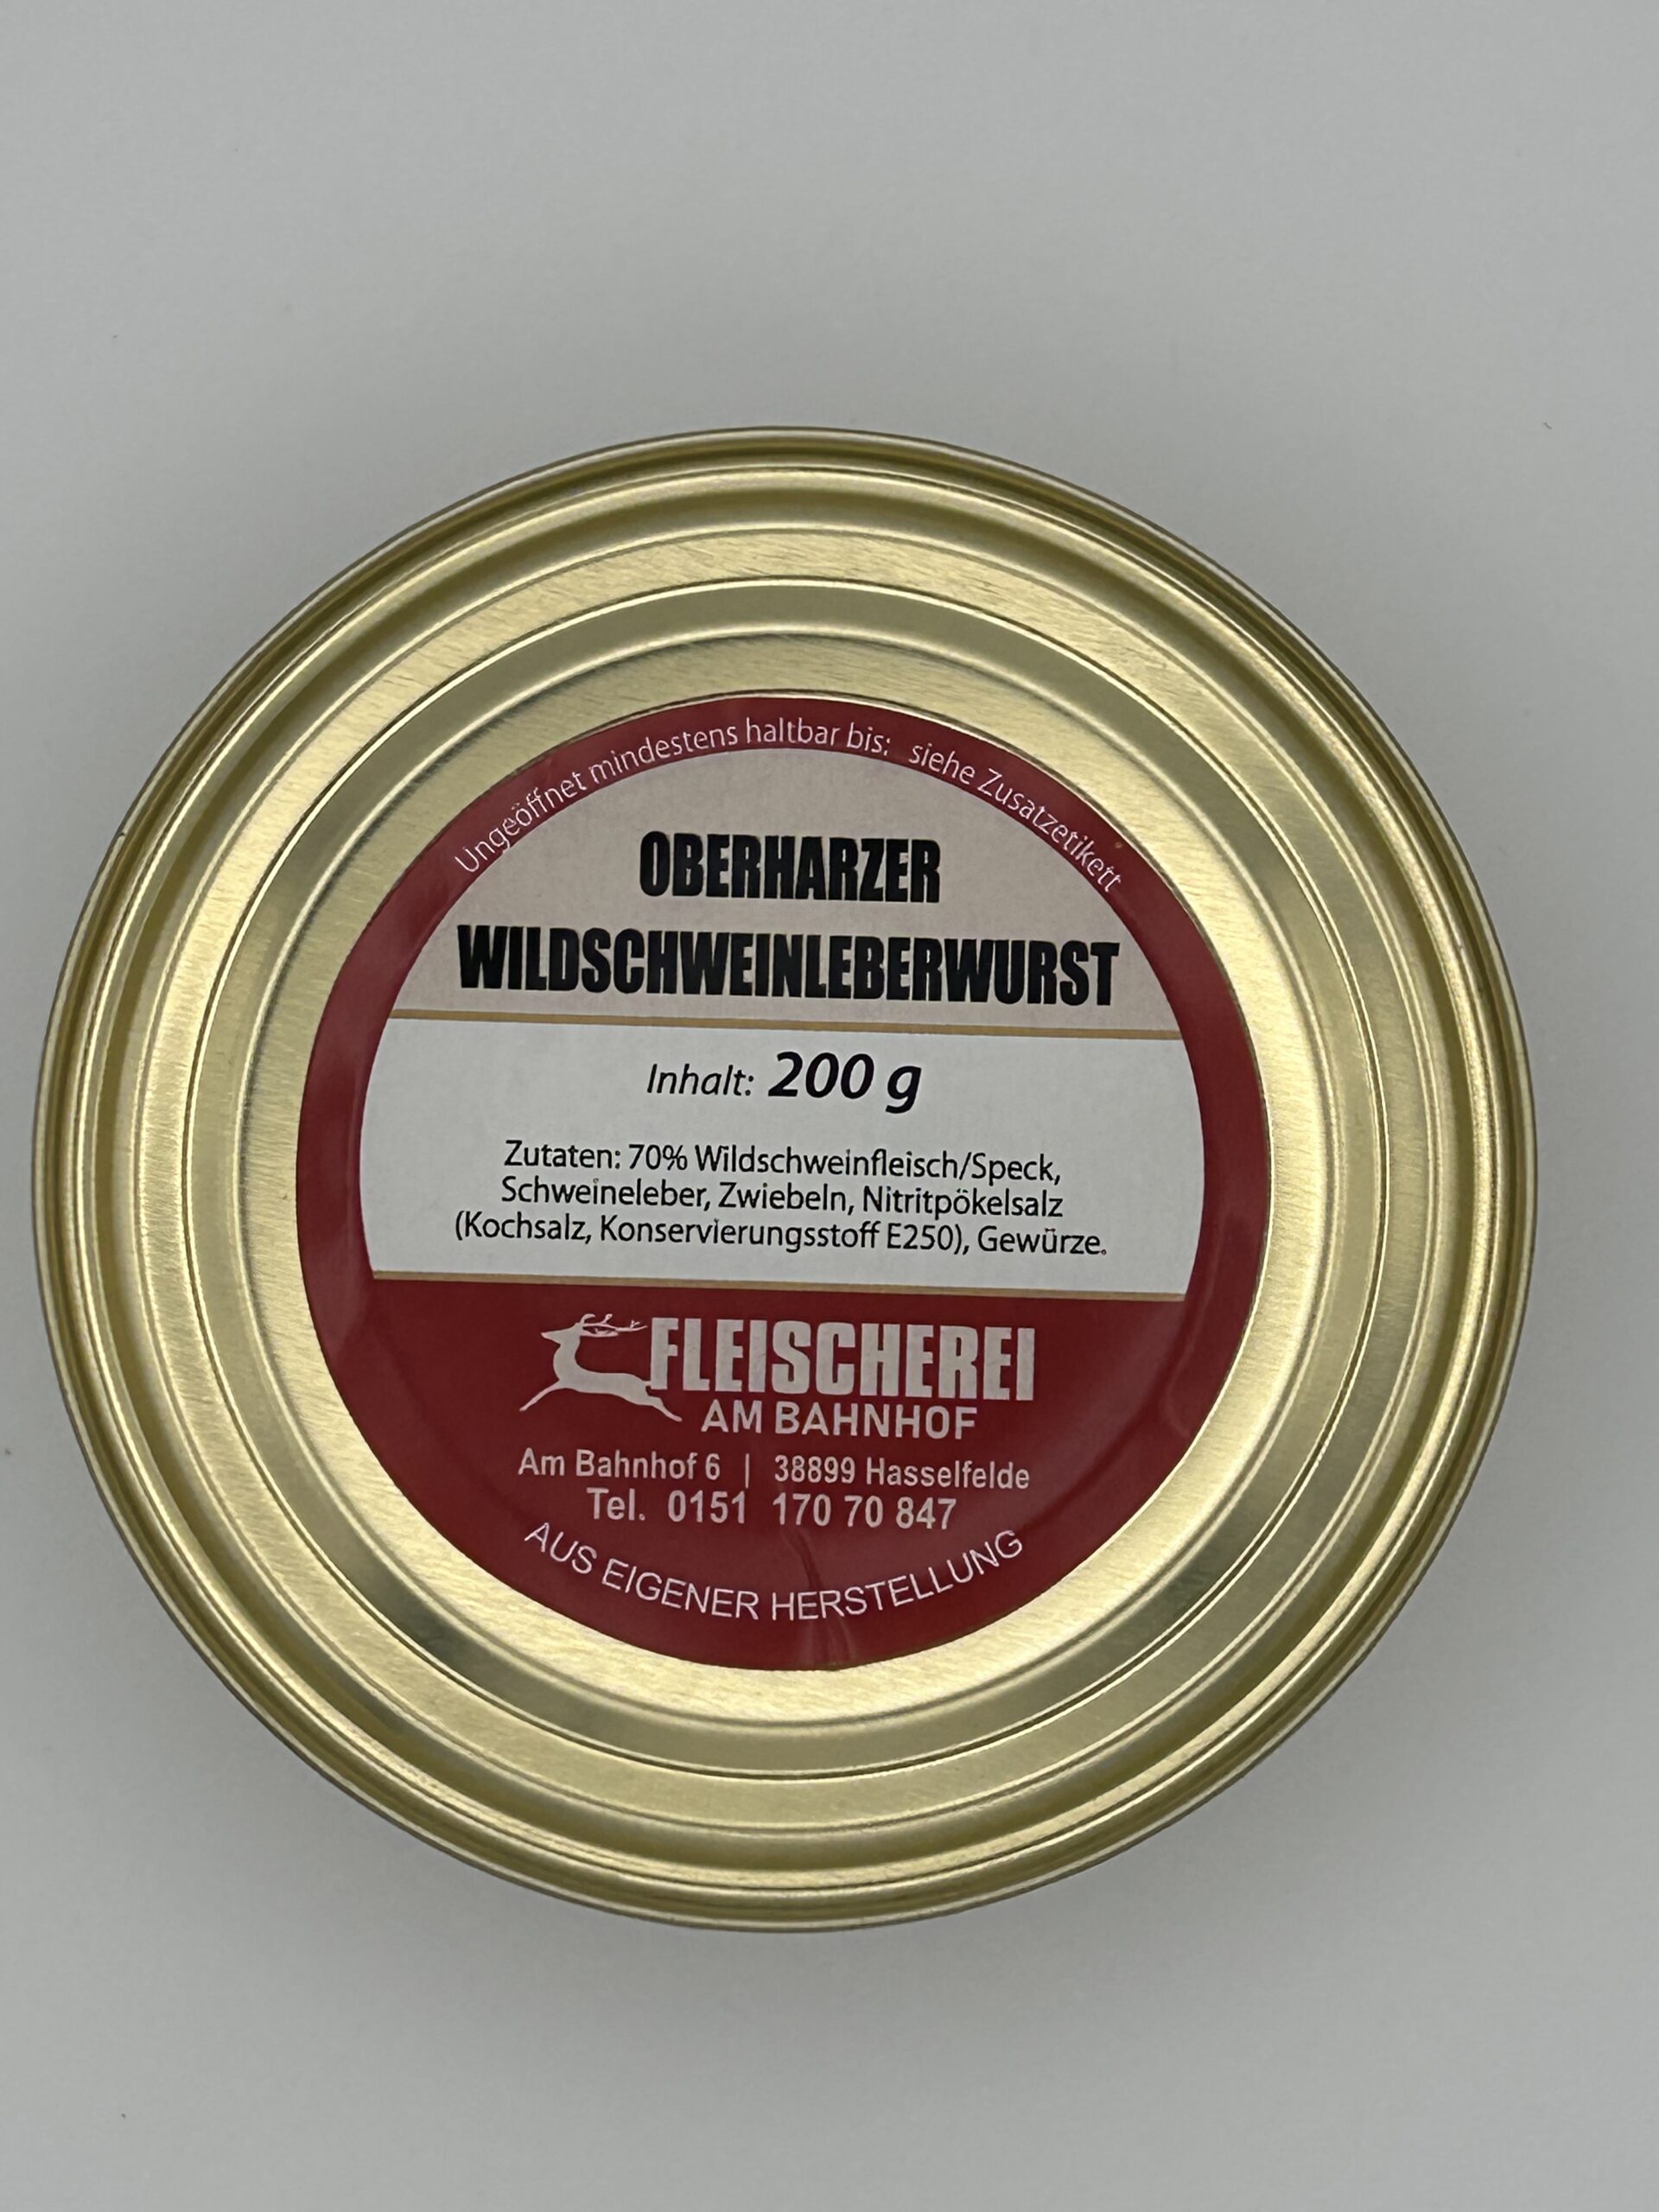 Ungeöffnet mindestens haltbar bis: siehe Zusatzetikett
OBERHARZER
WILDSCHWEINLEBERWURST
Inhalt: 200 g
Zutaten: 70% Wildschweinfleisch/Speck,
Schweineleber, Zwiebeln, Nitritpökelsalz
(Kochsalz, Konservierungsstoff E250), Gewürze.
FLEISCHEREI
AM BAHNHOF
Am Bahnhof 6 | 38899 Hasselfelde
Tel. 0151 170 70 847
AUS EIGENER HERSTELLUNG